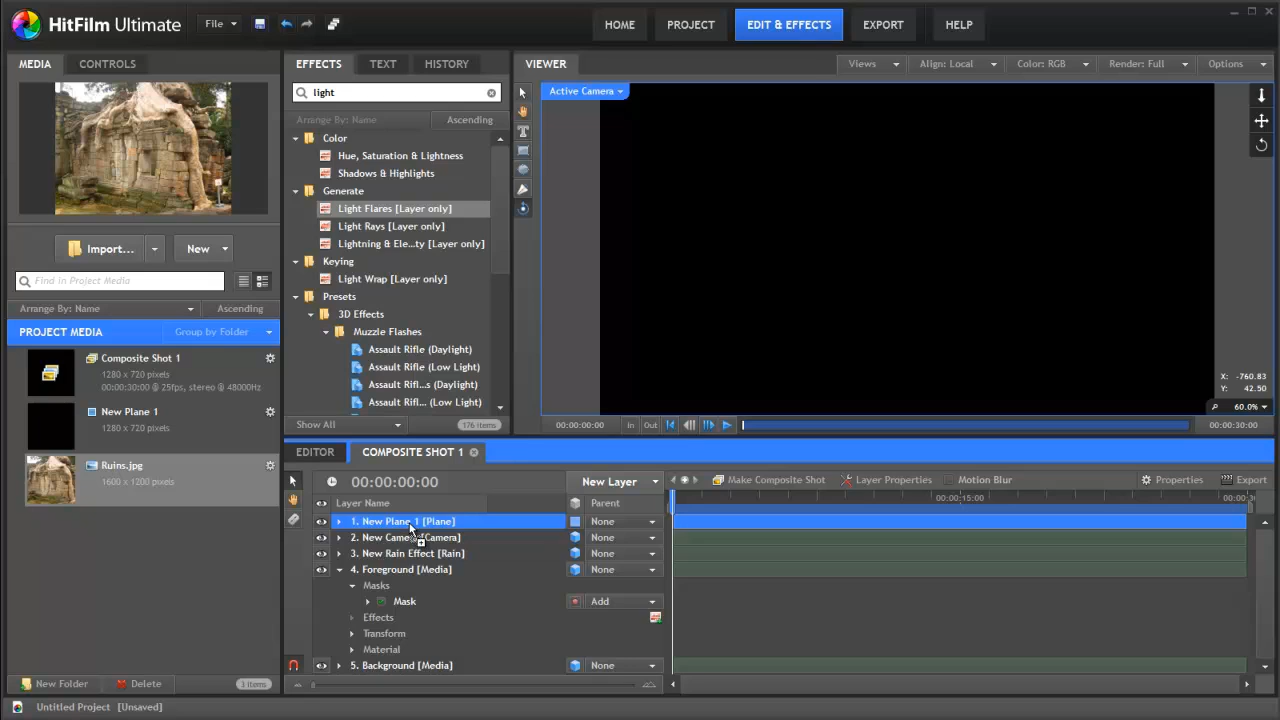 HitFilm Ultimate
File
HOME
PROJECT
EDIT & EFFECTS
EXPORT
HELP
MEDIA
CONTROLS
EFFECTS
TEXT
HISTORY
VIEWER
Views
Align: Local
Color: RGB
Render: Full
Options
light
Active Camera
Arrange By: Name
Ascending
Color
Hue, Saturation & Lightness
Shadows & Highlights
Generate
Light Flares [Layer only]
Light Rays [Layer only]
Lightning & Ele...ty [Layer only]
Keying
Light Wrap [Layer only]
Presets
3D Effects
Muzzle Flashes
Assault Rifle (Daylight)
Assault Rifle (Low Light)
Assault Rifl...s (Daylight)
Assault Rifl... (Low Light)
Show All
176 items
Import...
New
Find in Project Media
Arrange By: Name
Ascending
PROJECT MEDIA
Group by Folder
Composite Shot 1
1280 x 720 pixels
00:00:30:00 @ 25fps, stereo @ 48000Hz
New Plane 1
1280 x 720 pixels
Ruins.jpg
1600 x 1200 pixels
New Folder
Delete
3 items
X: -760.83
Y: 42.50
60.0%
00:00:00:00
In
Out
00:00:30:00
EDITOR
COMPOSITE SHOT 1
00:00:00:00
New Layer
Make Composite Shot
Layer Properties
Motion Blur
Properties
Export
Layer Name
Parent
00:00:15:00
1. New Plane 1 [Plane]
None
2. New Camera [Camera]
None
3. New Rain Effect [Rain]
None
4. Foreground [Media]
None
Masks
Mask
Add
Effects
Transform
Material
5. Background [Media]
None
Untitled Project
[Unsaved]